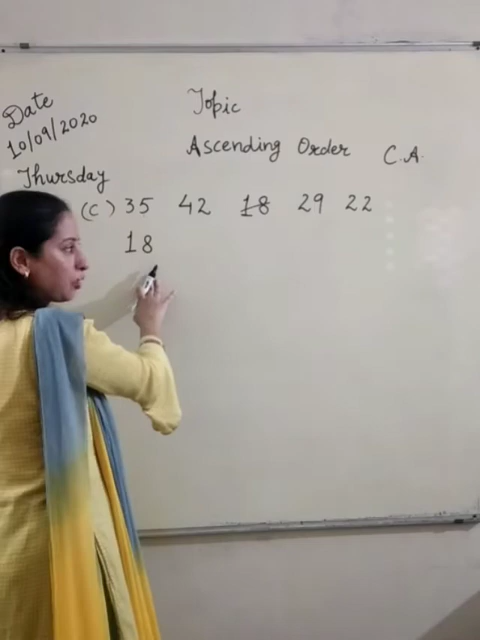 Date
10/09/2020
Thursday
Topic
Ascending Order C.A.
(C) 35 42 18 29 22
18